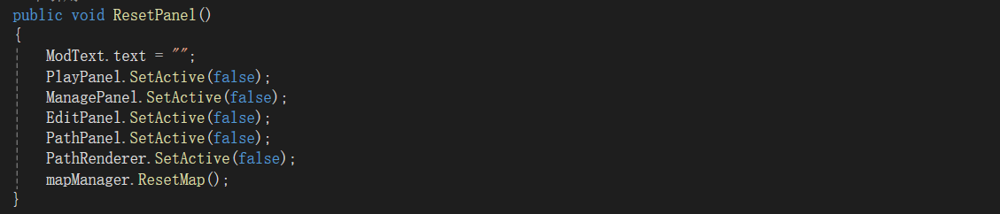 public void ResetPanel()
{
ModText.text = "";
PlayPanel.SetActive(false);
ManagePanel.SetActive(false);
EditPanel.SetActive(false);
PathPanel.SetActive(false);
PathRenderer.SetActive(false);
mapManager.ResetMap();
}